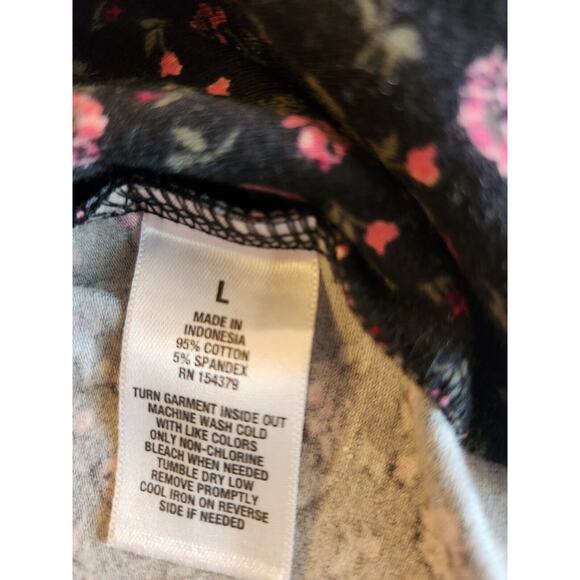 L
MADE IN
INDONESIA
95% COTTON
5% SPANDEX
RN 154379
TURN GARMENT INSIDE OUT
MACHINE WASH COLD
WITH LIKE COLORS
ONLY NON-CHLORINE
BLEACH WHEN NEEDED
TUMBLE DRY LOW
REMOVE PROMPTLY
COOL IRON ON REVERSE
SIDE IF NEEDED